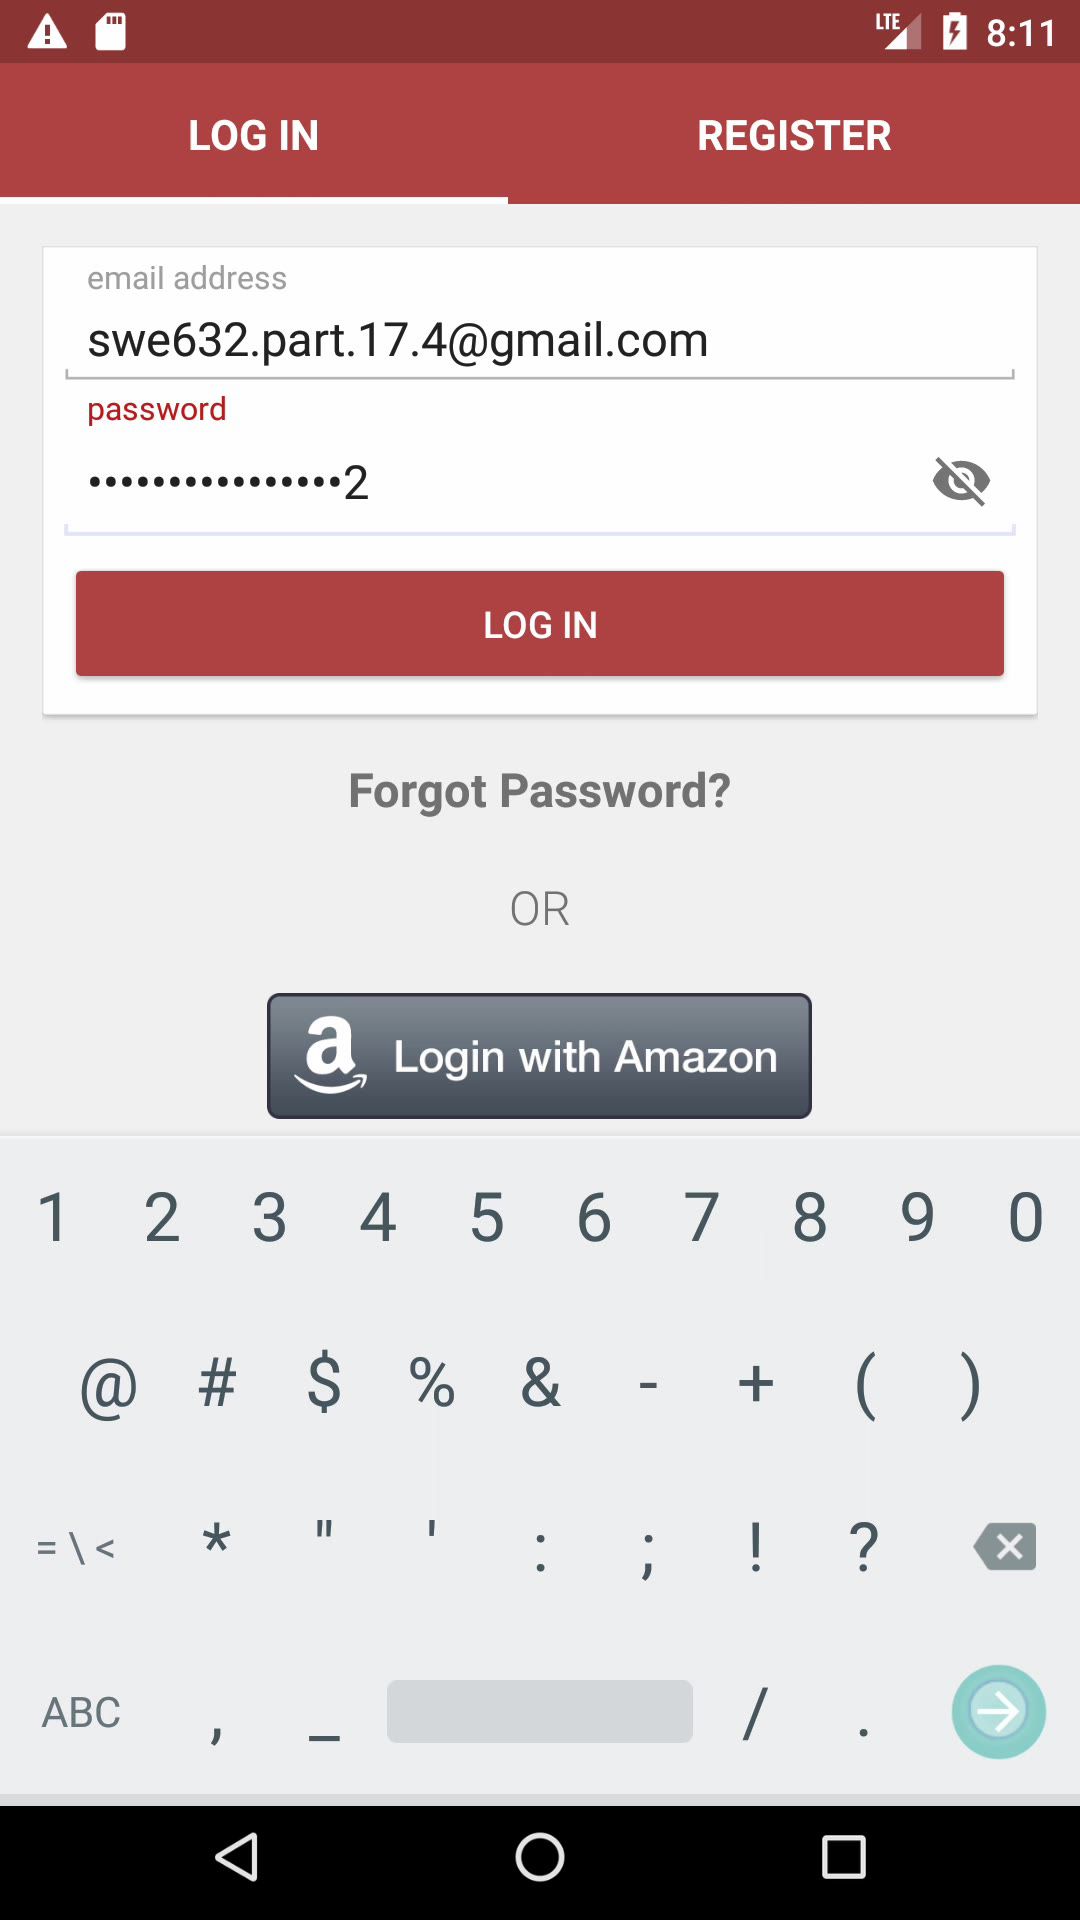 LTE 8:11
LOG IN REGISTER
email address
swe632.part.17.4@gmail.com
password
••••••••••••••••2
LOG IN
Forgot Password?
OR
a Login with Amazon
1 2 3 4 5 6 7 8 9 0
@ # $ % & - + ( )
= \ < * " ' : ; ! ?
ABC , _ / .